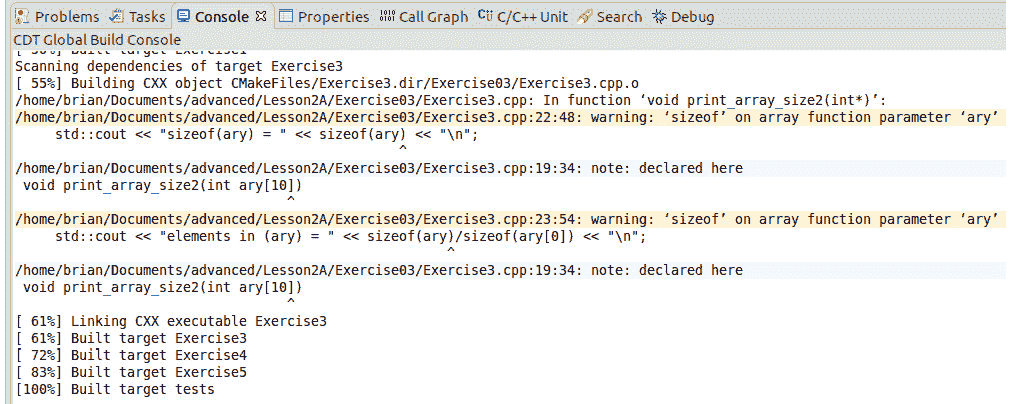 Problems Tasks Console Properties Call Graph C/C++ Unit Search Debug
CDT Global Build Console
Built target Exercise1
Scanning dependencies of target Exercise3
[ 55%] Building CXX object CMakeFiles/Exercise3.dir/Exercise03/Exercise3.cpp.o
/home/brian/Documents/advanced/Lesson2A/Exercise03/Exercise3.cpp: In function ‘void print_array_size2(int*)’:
/home/brian/Documents/advanced/Lesson2A/Exercise03/Exercise3.cpp:22:48: warning: ‘sizeof’ on array function parameter ‘ary’
std::cout << "sizeof(ary) = " << sizeof(ary) << "\n";
^
/home/brian/Documents/advanced/Lesson2A/Exercise03/Exercise3.cpp:19:34: note: declared here
void print_array_size2(int ary[10])
^
/home/brian/Documents/advanced/Lesson2A/Exercise03/Exercise3.cpp:23:54: warning: ‘sizeof’ on array function parameter ‘ary’
std::cout << "elements in (ary) = " << sizeof(ary)/sizeof(ary[0]) << "\n";
^
/home/brian/Documents/advanced/Lesson2A/Exercise03/Exercise3.cpp:19:34: note: declared here
void print_array_size2(int ary[10])
^
[ 61%] Linking CXX executable Exercise3
[ 61%] Built target Exercise3
[ 72%] Built target Exercise4
[ 83%] Built target Exercise5
[100%] Built target tests